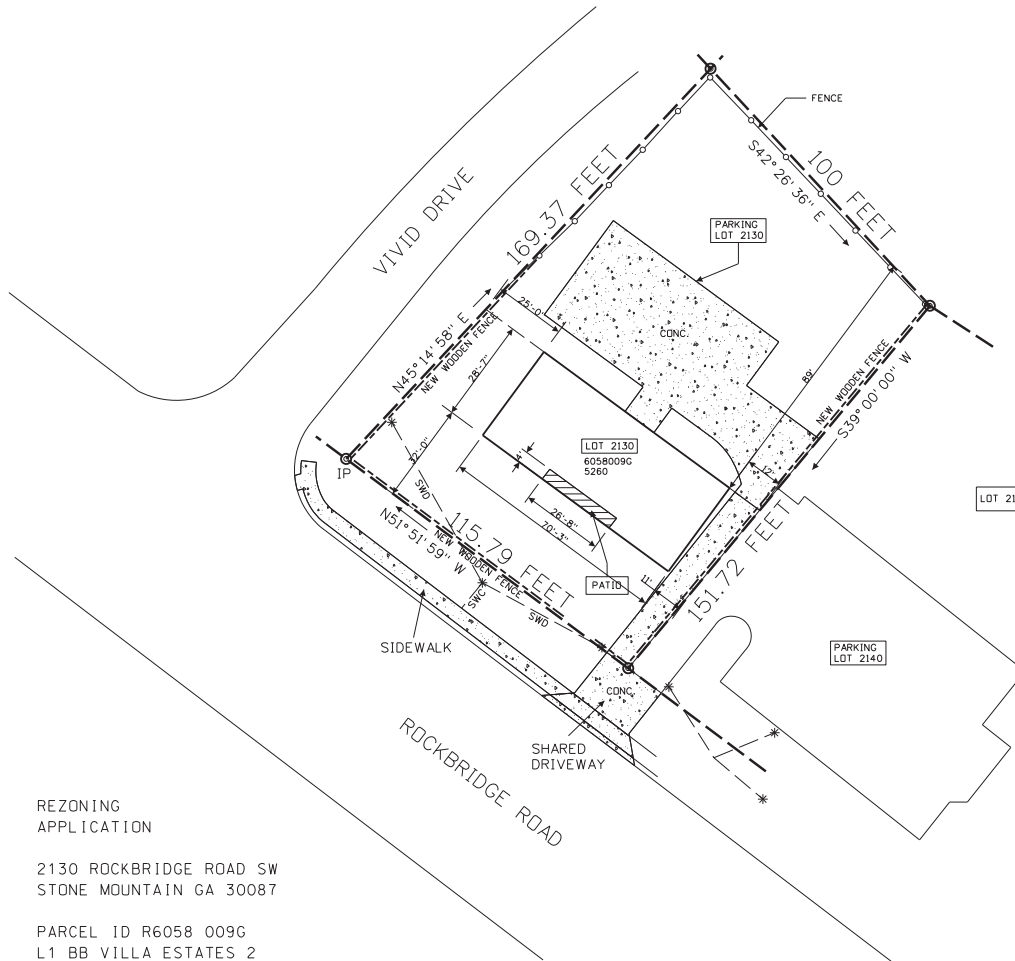 FENCE
100 FEET
S42° 26' 36" E
169.37 FEET
VIVID DRIVE
PARKING
LOT 2130
25'-0"
CONC.
N45° 14' 58" E
NEW WOODEN FENCE
28'-7"
89'
NEW WOODEN FENCE
S39° 00' 00" W
32'-0"
LOT 2130
6058009G
5260
IP
4'
12'
SWD
LOT 21
26'-8"
70'-3"
N51° 51' 59" W
NEW WOODEN FENCE
115.79 FEET
11'
151.72 FEET
PATIO
SWC
SWD
SIDEWALK
PARKING
LOT 2140
CONC.
SHARED
DRIVEWAY
ROCKBRIDGE ROAD
REZONING
APPLICATION
2130 ROCKBRIDGE ROAD SW
STONE MOUNTAIN GA 30087
PARCEL ID R6058 009G
L1 BB VILLA ESTATES 2